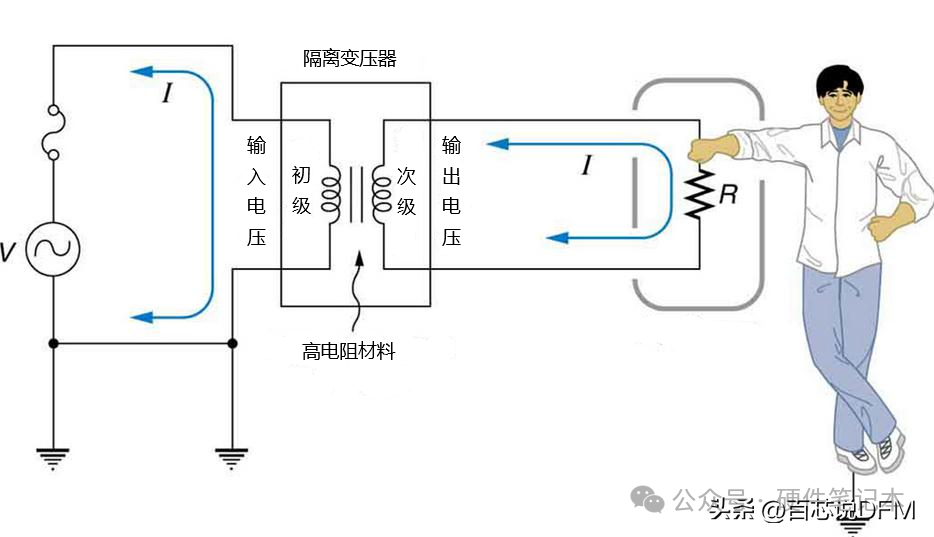 隔离变压器
I
输入电压
初级
次级
输出电压
I
R
V
高电阻材料
公众号 · 硬件笔记本
头条 @百芯说DFM